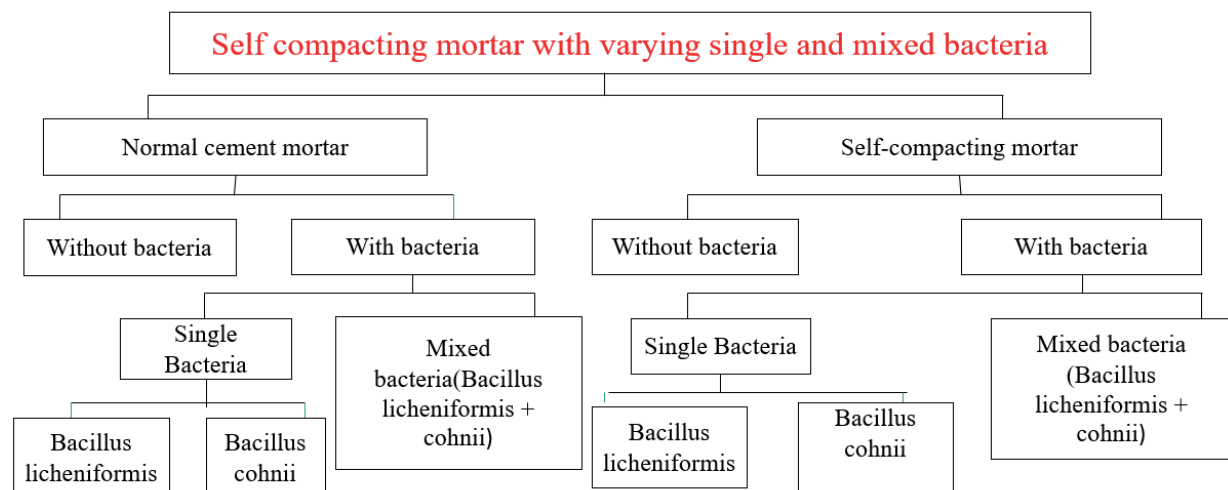 Self compacting mortar with varying single and mixed bacteria
Normal cement mortar
Self-compacting mortar
Without bacteria
With bacteria
Without bacteria
With bacteria
Single
Bacteria
Mixed
bacteria(Bacillus
licheniformis +
cohnii)
Single Bacteria
Mixed bacteria
(Bacillus
licheniformis +
cohnii)
Bacillus
licheniformis
Bacillus
cohnii
Bacillus
licheniformis
Bacillus
cohnii